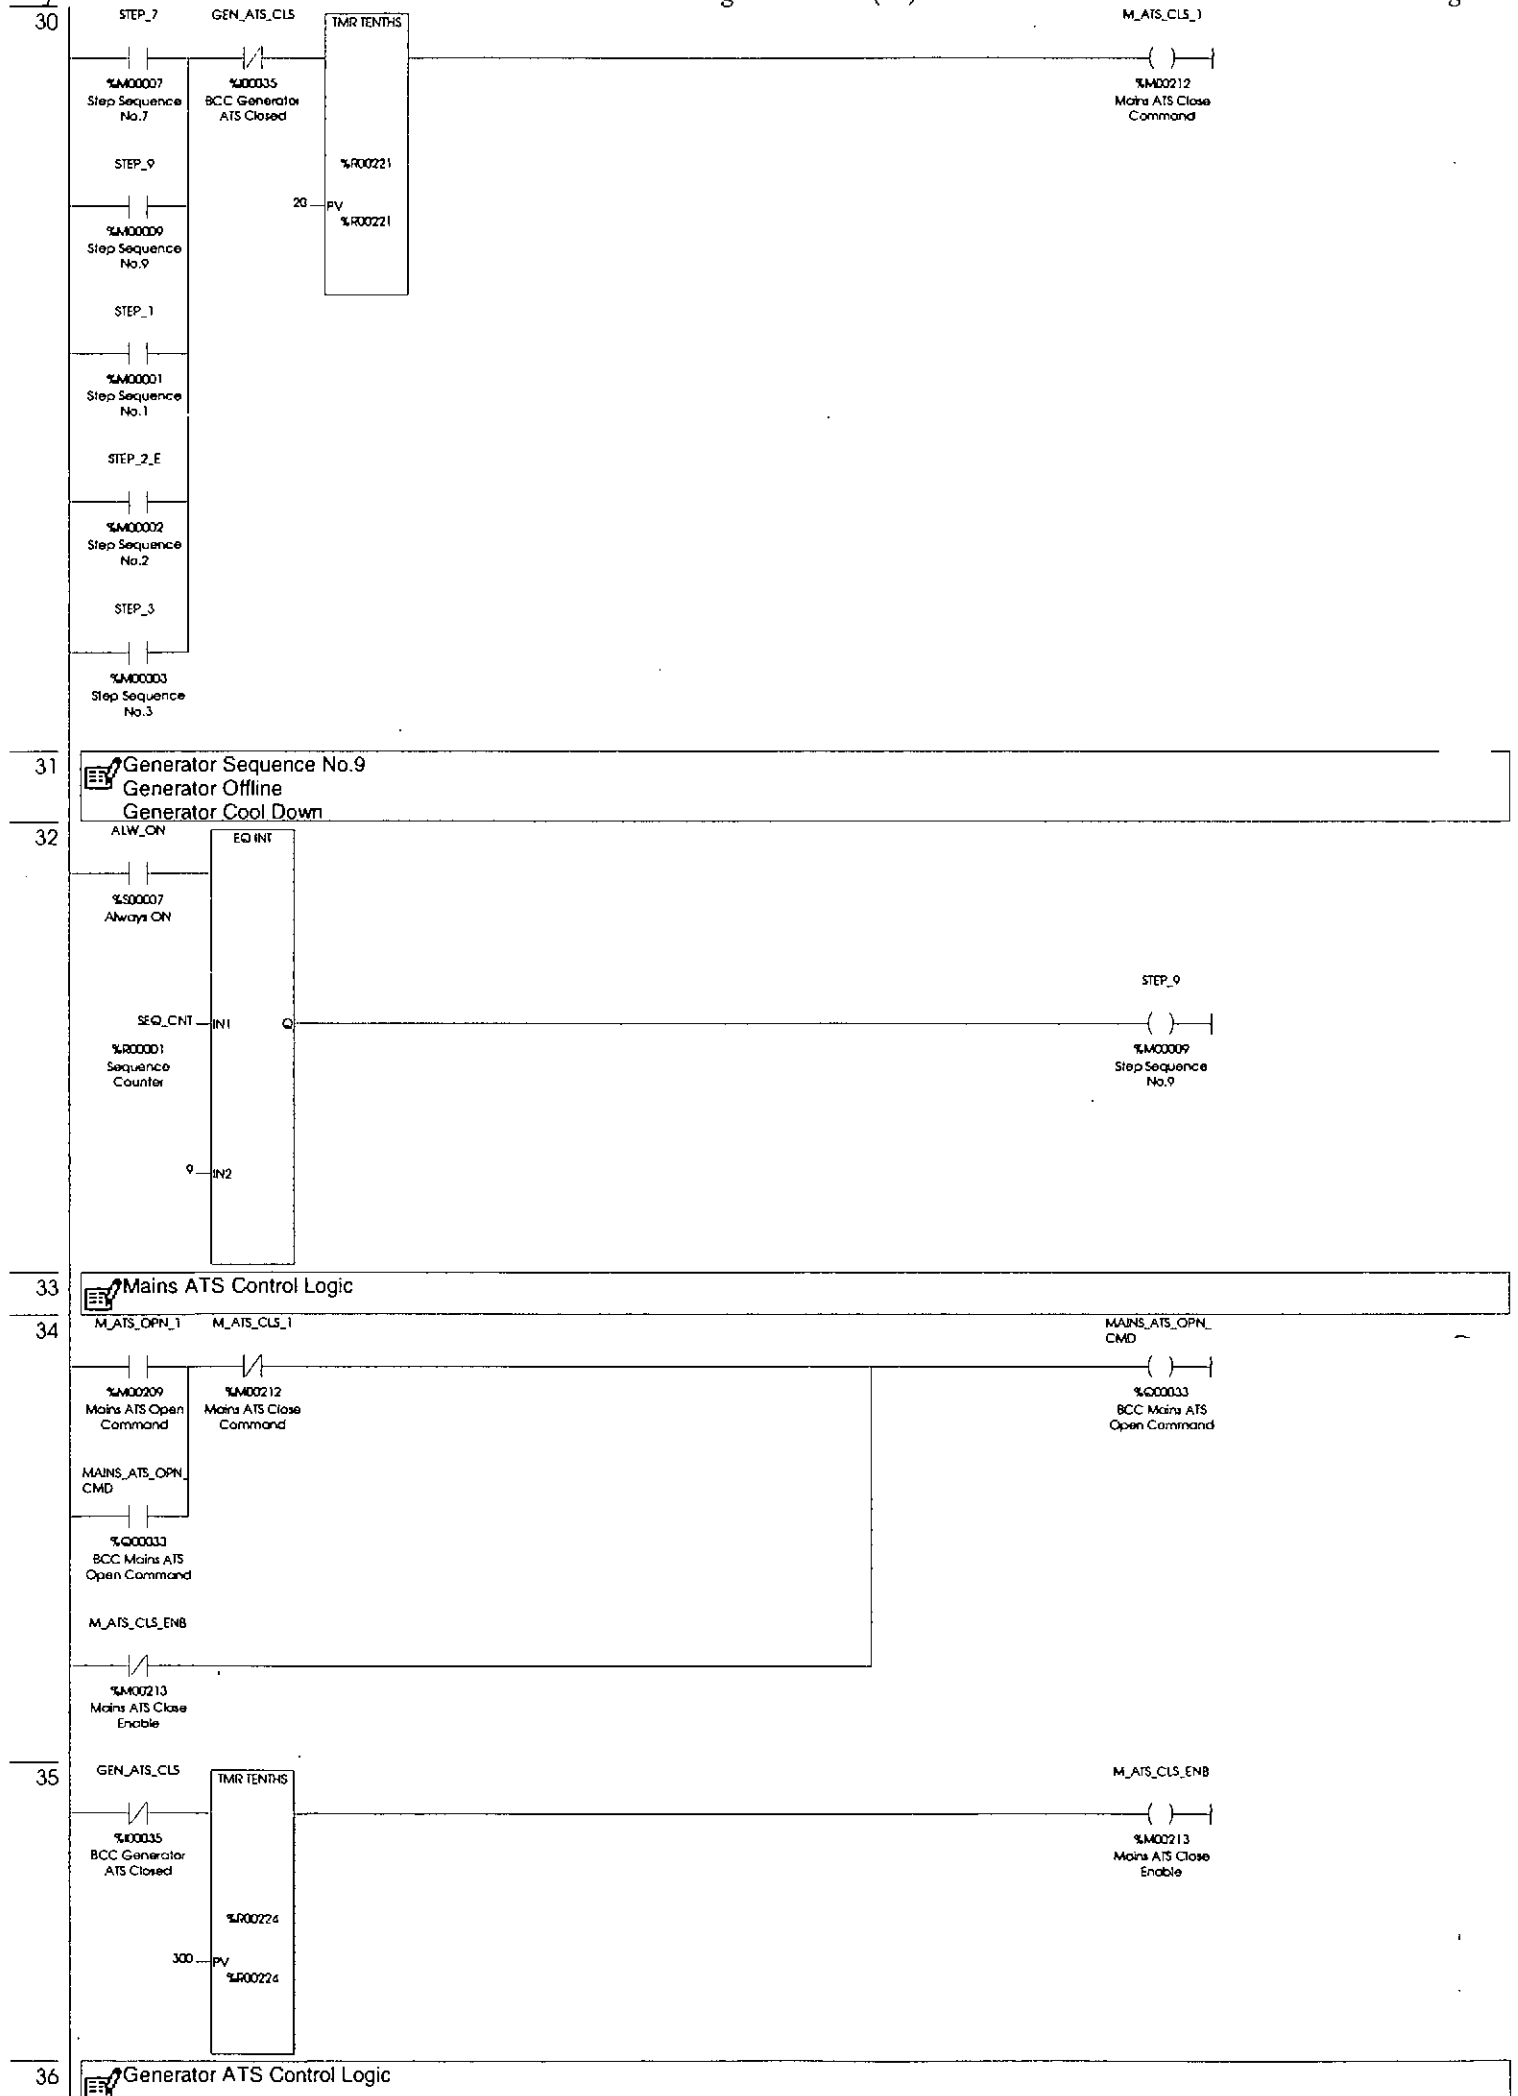 30
STEP_7 GEN_ATS_CLS TMR TENTHS M_ATS_CLS_1
%M00007 %I00035 %M00212
Step Sequence BCC Generator Mains ATS Close
No.7 ATS Closed Command
STEP_9 %R00221
20 PV
%R00221
%M00009
Step Sequence
No.9
STEP_1
%M00001
Step Sequence
No.1
STEP_2_E
%M00002
Step Sequence
No.2
STEP_3
%M00003
Step Sequence
No.3
31 Generator Sequence No.9
Generator Offline
Generator Cool Down
32 ALW_ON EQ INT
%S00007
Always ON
STEP_9
SEQ_CNT IN1 Q
%R00001 %M00009
Sequence Step Sequence
Counter No.9
9 IN2
33 Mains ATS Control Logic
34 M_ATS_OPN_1 M_ATS_CLS_1 MAINS_ATS_OPN_
CMD
%M00209 %M00212 %Q00033
Mains ATS Open Mains ATS Close BCC Mains ATS
Command Command Open Command
MAINS_ATS_OPN_
CMD
%Q00033
BCC Mains ATS
Open Command
M_ATS_CLS_ENB
%M00213
Mains ATS Close
Enable
35 GEN_ATS_CLS TMR TENTHS M_ATS_CLS_ENB
%I00035 %M00213
BCC Generator Mains ATS Close
ATS Closed Enable
%R00224
300 PV
%R00224
36 Generator ATS Control Logic